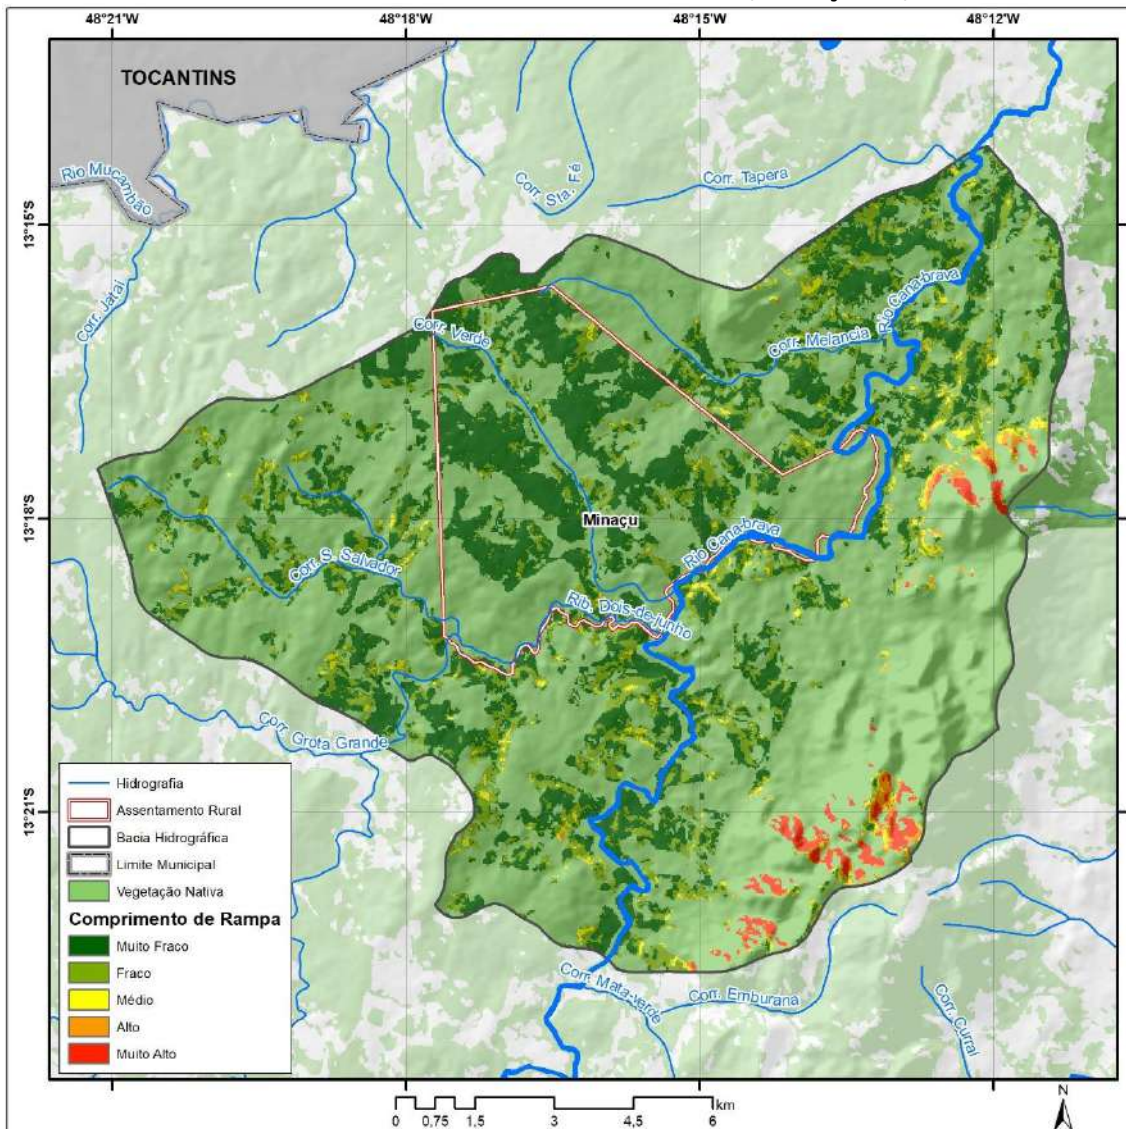 48°21'W
48°18'W
48°15'W
48°12'W
TOCANTINS
Rio Mucambão
Corr. Sta. Fé
Corr. Tapera
13°15'S
Corr. Jataí
Rio Cana-brava
Corr. Verde
Corr. Melancia
13°18'S
Minaçu
Rio Cana-brava
Corr. S. Salvador
Rib. Dois-de-junho
Corr. Grota Grande
13°21'S
Hidrografia
Assentamento Rural
Bacia Hidrográfica
Limite Municipal
Vegetação Nativa
Comprimento de Rampa
Muito Fraco
Fraco
Médio
Alto
Muito Alto
Corr. Mata-verde
Corr. Emburana
Corr. Curral
N
km
0 0,75 1,5 3 4,5 6